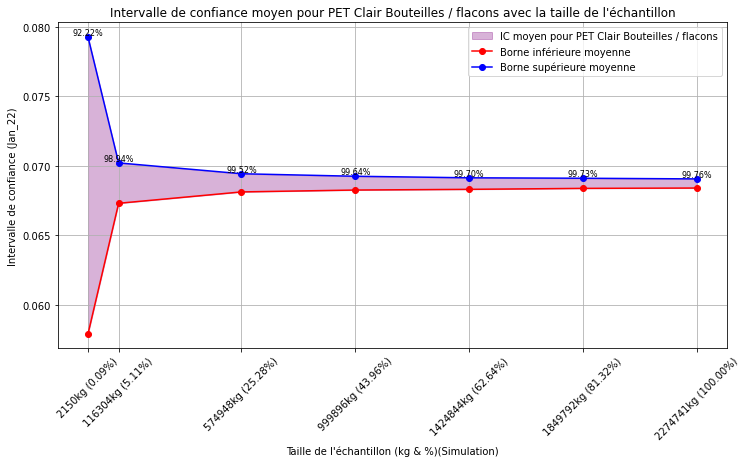 Intervalle de confiance moyen pour PET Clair Bouteilles / flacons avec la taille de l'échantillon
IC moyen pour PET Clair Bouteilles / flacons
Borne inférieure moyenne
Borne supérieure moyenne
Intervalle de confiance (Jan_22)
0.080
0.075
0.070
0.065
0.060
92.22%
98.94%
99.52%
99.64%
99.70%
99.73%
99.76%
2150kg (0.09%)
116304kg (5.11%)
574948kg (25.28%)
999896kg (43.96%)
1424844kg (62.64%)
1849792kg (81.32%)
2274741kg (100.00%)
Taille de l'échantillon (kg & %)(Simulation)